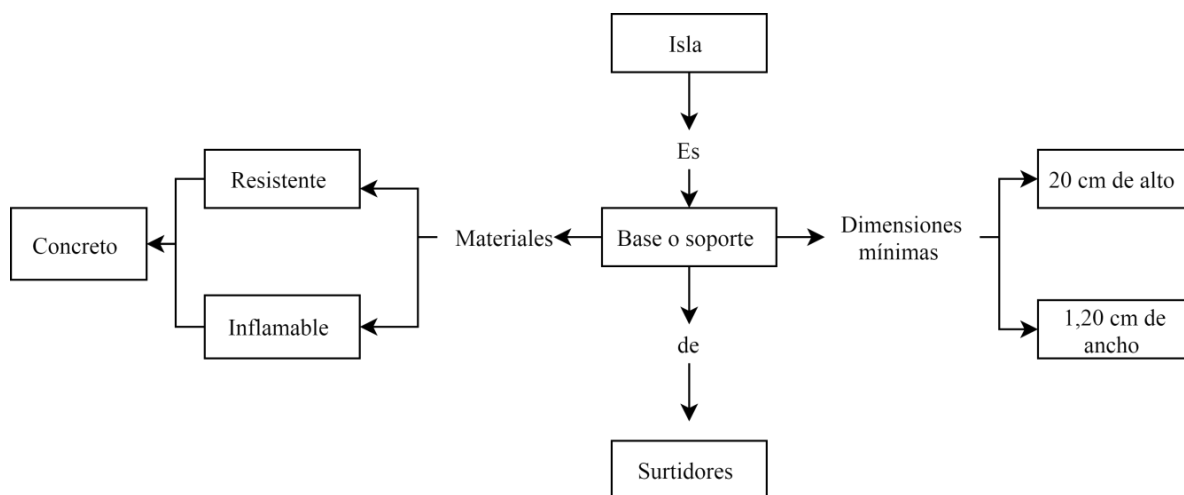 Isla
Es
Resistente
20 cm de alto
Concreto
Materiales
Base o soporte
Dimensiones
mínimas
Inflamable
1,20 cm de
ancho
de
Surtidores